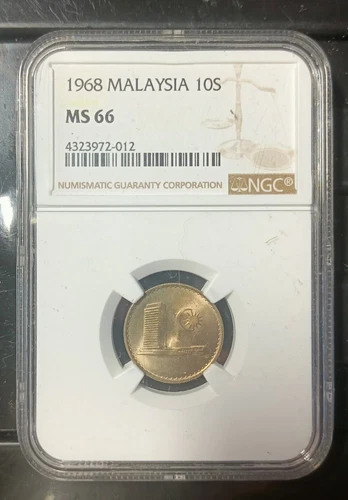 1968 MALAYSIA 10S
MS 66
4323972-012
NUMISMATIC GUARANTY CORPORATION NGC®